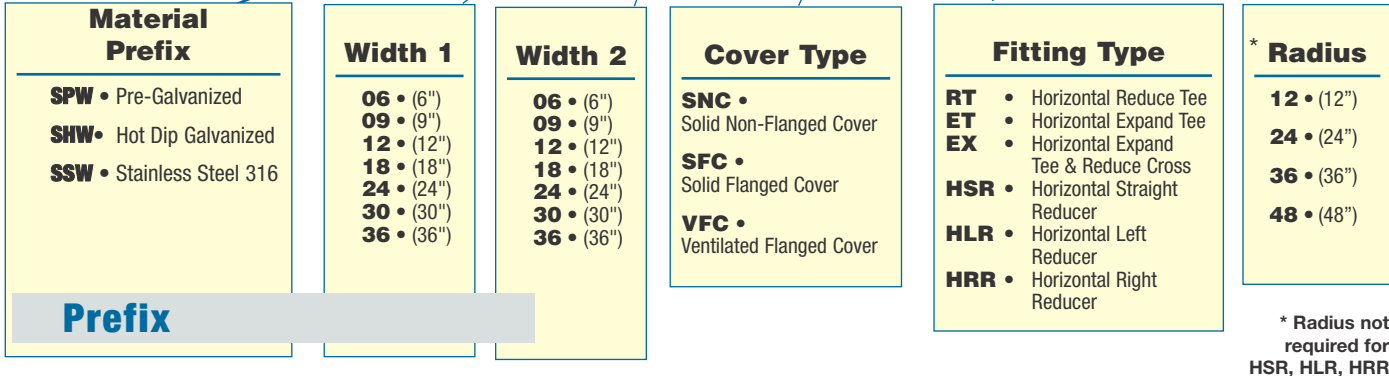 Material
Prefix
SPW • Pre-Galvanized
SHW• Hot Dip Galvanized
SSW • Stainless Steel 316
Prefix
Width 1
06 • (6")
09 • (9")
12 • (12")
18 • (18")
24 • (24")
30 • (30")
36 • (36")
Width 2
06 • (6")
09 • (9")
12 • (12")
18 • (18")
24 • (24")
30 • (30")
36 • (36")
Cover Type
SNC •
Solid Non-Flanged Cover
SFC •
Solid Flanged Cover
VFC •
Ventilated Flanged Cover
Fitting Type
RT • Horizontal Reduce Tee
ET • Horizontal Expand Tee
EX • Horizontal Expand
Tee & Reduce Cross
HSR • Horizontal Straight
Reducer
HLR • Horizontal Left
Reducer
HRR • Horizontal Right
Reducer
* Radius
12 • (12”)
24 • (24”)
36 • (36”)
48 • (48”)
* Radius not
required for
HSR, HLR, HRR